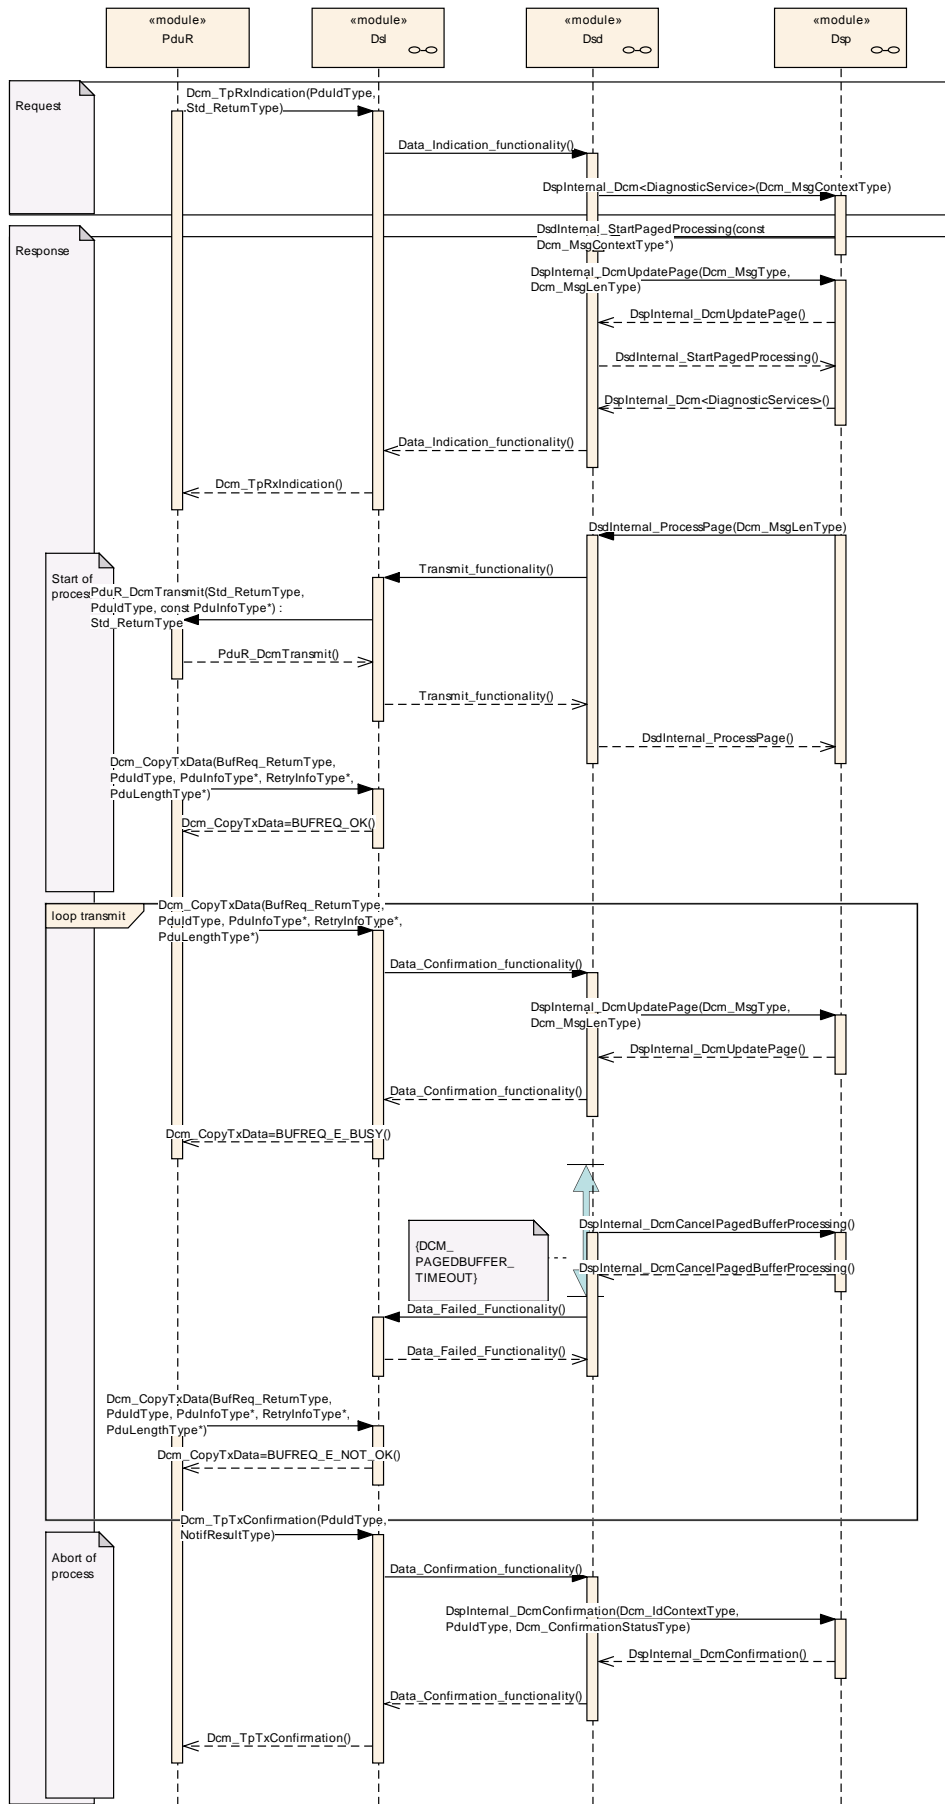 «module»
PduR
«module»
Dsl
«module»
Dsd
«module»
Dsp
Request
Dcm_TpRxIndication(PduIdType,
Std_ReturnType)
Data_Indication_functionality()
DspInternal_Dcm<DiagnosticService>(Dcm_MsgContextType)
Response
DsdInternal_StartPagedProcessing(const
Dcm_MsgContextType*)
DspInternal_DcmUpdatePage(Dcm_MsgType,
Dcm_MsgLenType)
DspInternal_DcmUpdatePage()
DsdInternal_StartPagedProcessing()
DspInternal_Dcm<DiagnosticServices>()
Data_Indication_functionality()
Dcm_TpRxIndication()
DsdInternal_ProcessPage(Dcm_MsgLenType)
Start of
process
Transmit_functionality()
PduR_DcmTransmit(Std_ReturnType,
PduIdType, const PduInfoType*) :
Std_ReturnType
PduR_DcmTransmit()
Transmit_functionality()
DsdInternal_ProcessPage()
Dcm_CopyTxData(BufReq_ReturnType,
PduIdType, PduInfoType*, RetryInfoType*,
PduLengthType*)
Dcm_CopyTxData=BUFREQ_OK()
loop transmit
Dcm_CopyTxData(BufReq_ReturnType,
PduIdType, PduInfoType*, RetryInfoType*,
PduLengthType*)
Data_Confirmation_functionality()
DspInternal_DcmUpdatePage(Dcm_MsgType,
Dcm_MsgLenType)
DspInternal_DcmUpdatePage()
Data_Confirmation_functionality()
Dcm_CopyTxData=BUFREQ_E_BUSY()
{DCM_
PAGEDBUFFER_
TIMEOUT}
DspInternal_DcmCancelPagedBufferProcessing()
DspInternal_DcmCancelPagedBufferProcessing()
Data_Failed_Functionality()
Data_Failed_Functionality()
Dcm_CopyTxData(BufReq_ReturnType,
PduIdType, PduInfoType*, RetryInfoType*,
PduLengthType*)
Dcm_CopyTxData=BUFREQ_E_NOT_OK()
Dcm_TpTxConfirmation(PduIdType,
NotifResultType)
Abort of
process
Data_Confirmation_functionality()
DspInternal_DcmConfirmation(Dcm_IdContextType,
PduIdType, Dcm_ConfirmationStatusType)
DspInternal_DcmConfirmation()
Data_Confirmation_functionality()
Dcm_TpTxConfirmation()